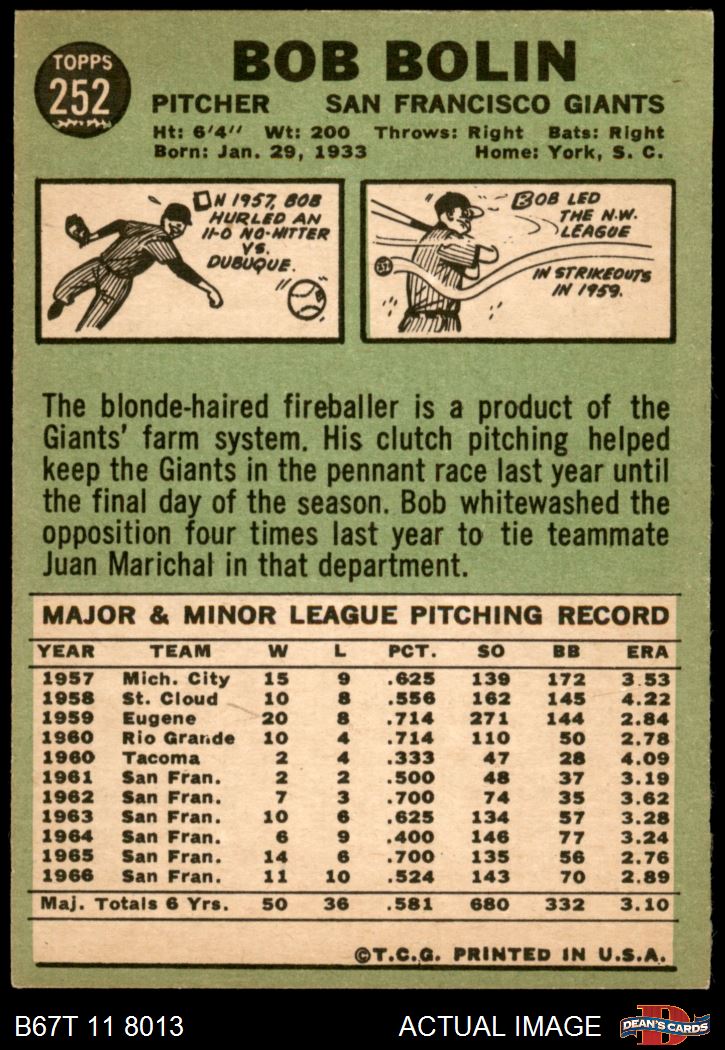 TOPPS
252
BOB BOLIN
PITCHER SAN FRANCISCO GIANTS
Ht: 6'4" Wt: 200 Throws: Right Bats: Right
Born: Jan. 29, 1933 Home: York, S. C.
IN 1957, BOB
HURLED AN
11-0 NO-HITTER
VS.
DUBUQUE.
BOB LED
THE N.W.
LEAGUE
IN STRIKEOUTS
IN 1959.
The blonde-haired fireballer is a product of the
Giants' farm system. His clutch pitching helped
keep the Giants in the pennant race last year until
the final day of the season. Bob whitewashed the
opposition four times last year to tie teammate
Juan Marichal in that department.
MAJOR & MINOR LEAGUE PITCHING RECORD
YEAR TEAM W L PCT. SO BB ERA
1957 Mich. City 15 9 .625 139 172 3.53
1958 St. Cloud 10 8 .556 162 145 4.22
1959 Eugene 20 8 .714 271 144 2.84
1960 Rio Grande 10 4 .714 110 50 2.78
1960 Tacoma 2 4 .333 47 28 4.09
1961 San Fran. 2 2 .500 48 37 3.19
1962 San Fran. 7 3 .700 74 35 3.62
1963 San Fran. 10 6 .625 134 57 3.28
1964 San Fran. 6 9 .400 146 77 3.24
1965 San Fran. 14 6 .700 135 56 2.76
1966 San Fran. 11 10 .524 143 70 2.89
Maj. Totals 6 Yrs. 50 36 .581 680 332 3.10
©T.C.G. PRINTED IN U.S.A.
B67T 11 8013 ACTUAL IMAGE
D
DEAN'S CARDS